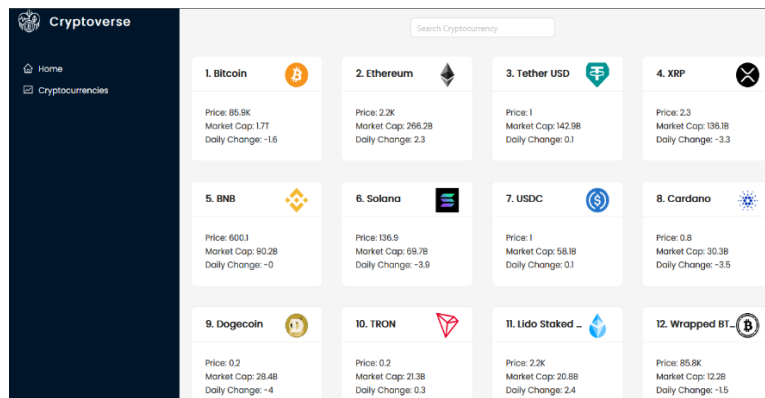 Cryptoverse
Search Cryptocurrency
Home
Cryptocurrencies
1. Bitcoin
Price: 85.9K
Market Cap: 1.7T
Daily Change: -1.6
2. Ethereum
Price: 2.2K
Market Cap: 266.2B
Daily Change: 2.3
3. Tether USD
Price: 1
Market Cap: 142.9B
Daily Change: 0.1
4. XRP
Price: 2.3
Market Cap: 136.1B
Daily Change: -3.3
5. BNB
Price: 600.1
Market Cap: 90.2B
Daily Change: -0
6. Solana
Price: 136.9
Market Cap: 69.7B
Daily Change: -3.9
7. USDC
Price: 1
Market Cap: 58.1B
Daily Change: 0.1
8. Cardano
Price: 0.8
Market Cap: 30.3B
Daily Change: -3.5
9. Dogecoin
Price: 0.2
Market Cap: 28.4B
Daily Change: -4
10. TRON
Price: 0.2
Market Cap: 21.3B
Daily Change: 0.3
11. Lido Staked ...
Price: 2.2K
Market Cap: 20.8B
Daily Change: 2.4
12. Wrapped BT...
Price: 85.8K
Market Cap: 12.2B
Daily Change: -1.5